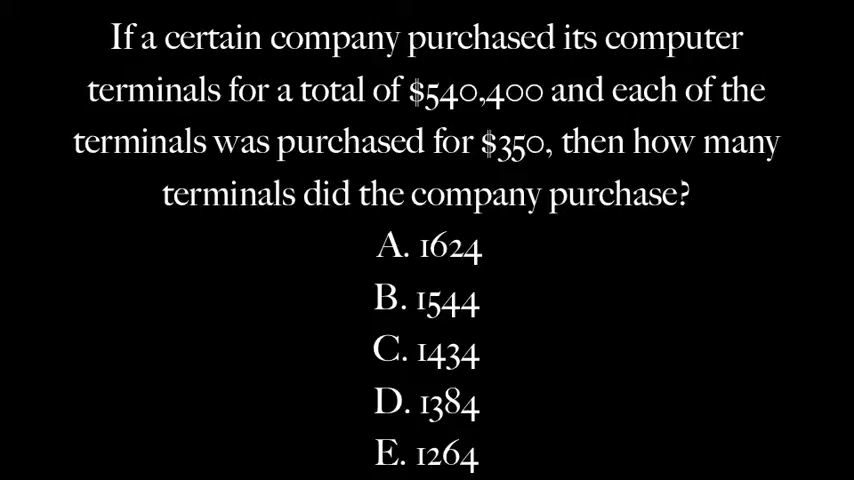 If a certain company purchased its computer
terminals for a total of $540,400 and each of the
terminals was purchased for $350, then how many
terminals did the company purchase?
A. 1624
B. 1544
C. 1434
D. 1384
E. 1264